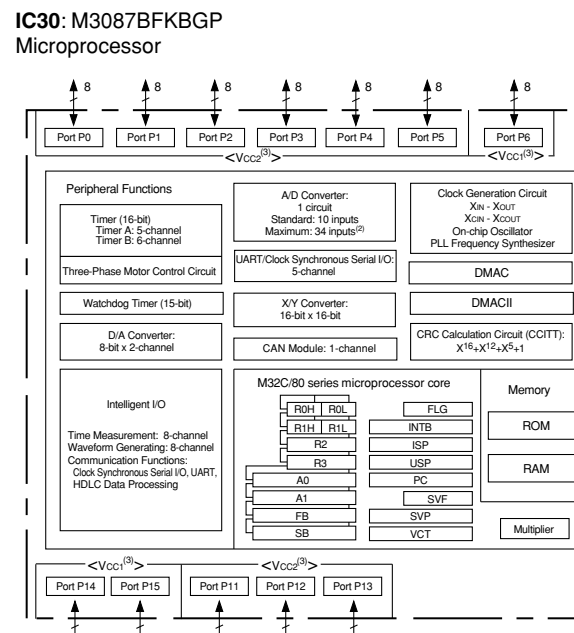 IC30: M3087BFKBGP
Microprocessor
8 8 8 8 8 8 8
Port P0 Port P1 Port P2 Port P3 Port P4 Port P5 Port P6
<VCC2(3)> <VCC1(3)>
Peripheral Functions
Timer (16-bit)
Timer A: 5-channel
Timer B: 6-channel
Three-Phase Motor Control Circuit
Watchdog Timer (15-bit)
D/A Converter:
8-bit x 2-channel
Intelligent I/O
Time Measurement: 8-channel
Waveform Generating: 8-channel
Communication Functions:
Clock Synchronous Serial I/O, UART,
HDLC Data Processing
A/D Converter:
1 circuit
Standard: 10 inputs
Maximum: 34 inputs(2)
UART/Clock Synchronous Serial I/O:
5-channel
X/Y Converter:
16-bit x 16-bit
CAN Module: 1-channel
Clock Generation Circuit
XIN - XOUT
XCIN - XCOUT
On-chip Oscillator
PLL Frequency Synthesizer
DMAC
DMACII
CRC Calculation Circuit (CCITT):
X16+X12+X5+1
M32C/80 series microprocessor core
R0H R0L
R1H R1L
R2
R3
A0
A1
FB
SB
FLG
INTB
ISP
USP
PC
SVF
SVP
VCT
Memory
ROM
RAM
Multiplier
<VCC1(3)> <VCC2(3)>
Port P14 Port P15 Port P11 Port P12 Port P13